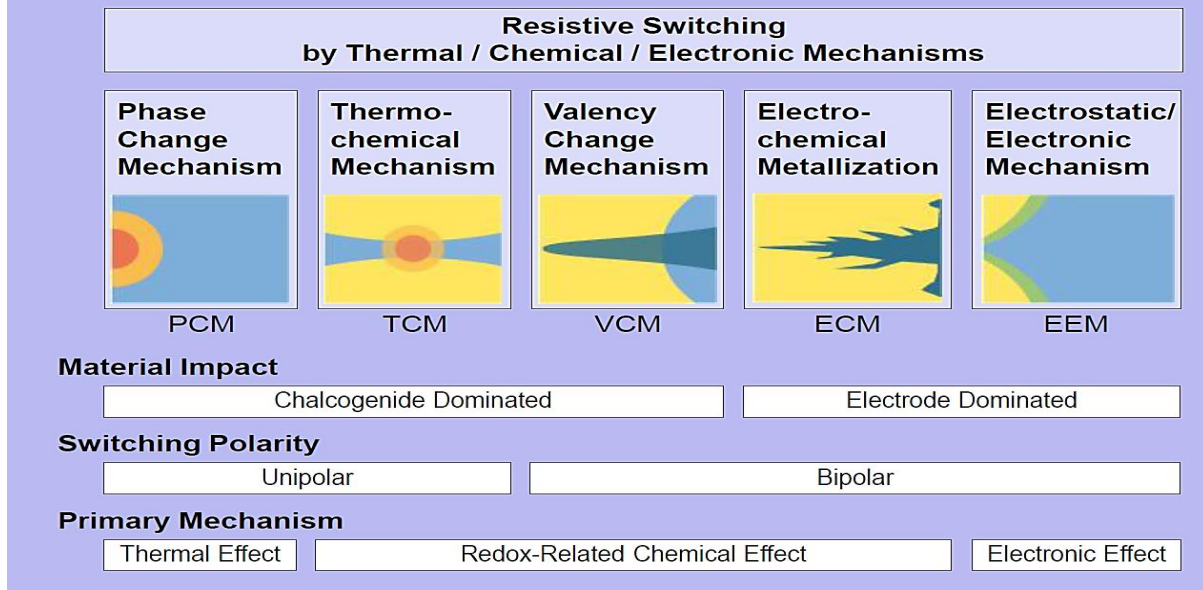 Resistive Switching
by Thermal / Chemical / Electronic Mechanisms
Phase
Change
Mechanism
Thermo-
chemical
Mechanism
Valency
Change
Mechanism
Electro-
chemical
Metallization
Electrostatic/
Electronic
Mechanism
PCM
TCM
VCM
ECM
EEM
Material Impact
Chalcogenide Dominated
Electrode Dominated
Switching Polarity
Unipolar
Bipolar
Primary Mechanism
Thermal Effect
Redox-Related Chemical Effect
Electronic Effect